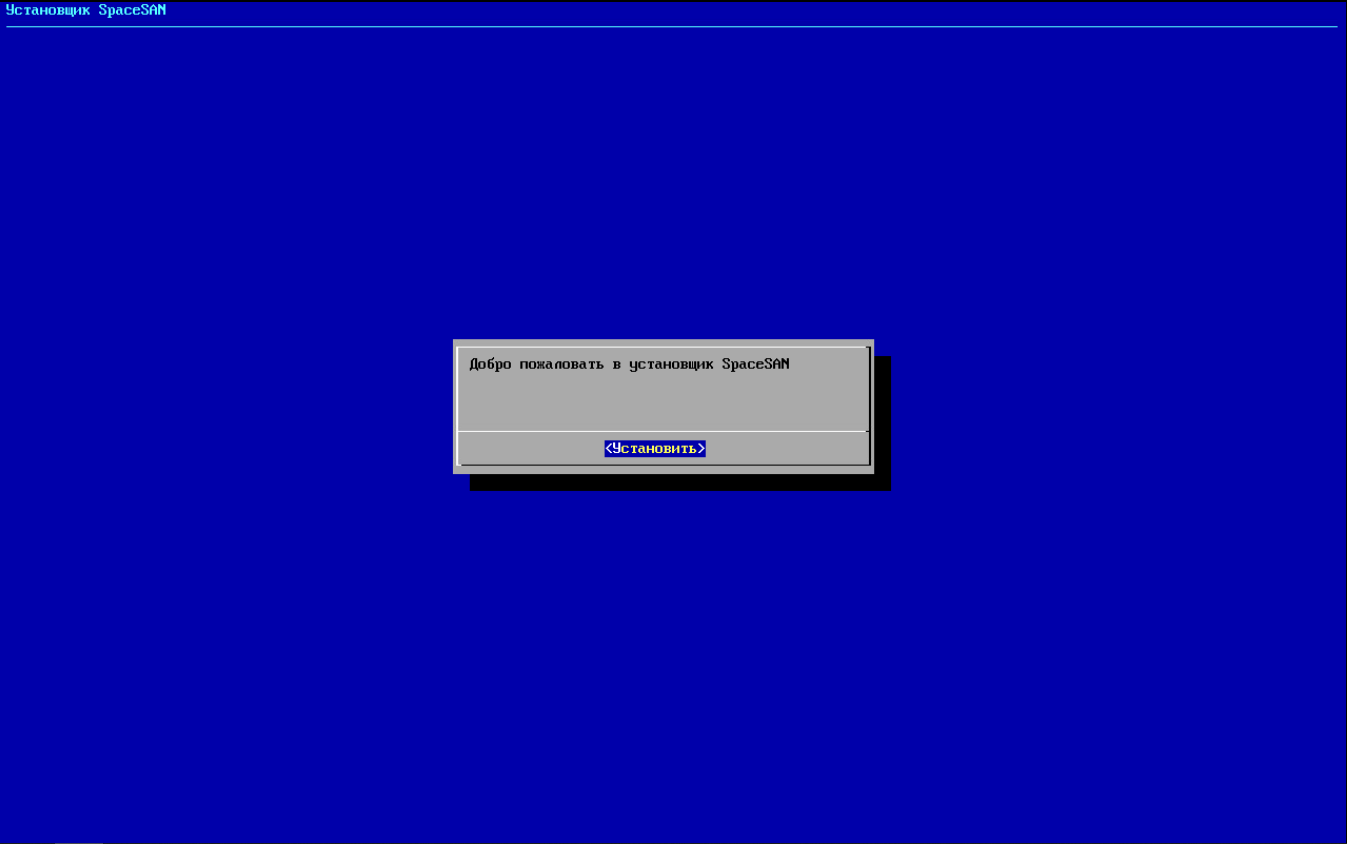 Установщик SpaceSAN
Добро пожаловать в установщик SpaceSAN
<Установить>